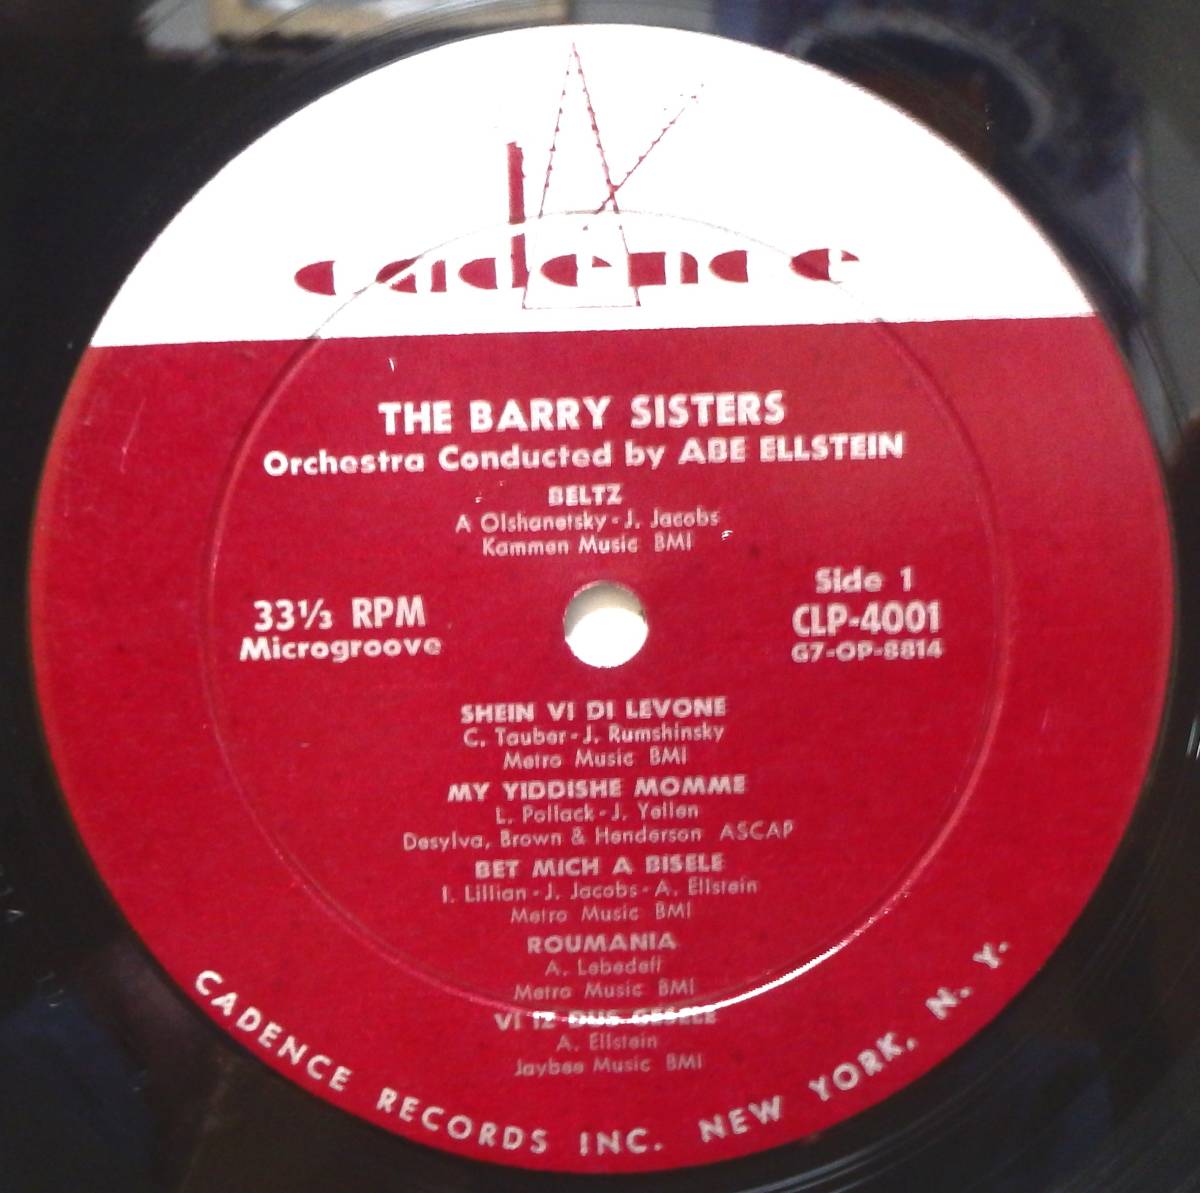 cadence
THE BARRY SISTERS
Orchestra Conducted by ABE ELLSTEIN
BELTZ
A Olshanetsky - J. Jacobs
Kammen Music BMI
33⅓ RPM
Microgroove
Side 1
CLP-4001
G7-OP-8814
SHEIN VI DI LEVONE
C. Tauber - J. Rumshinsky
Metro Music BMI
MY YIDDISHE MOMME
L. Pollack - J. Yellen
Desylva, Brown & Henderson ASCAP
BET MICH A BISELE
I. Lillian - J. Jacobs - A. Ellstein
Metro Music BMI
ROUMANIA
A. Lebedeff
Metro Music BMI
VI IZ DUS GESELE
A. Ellstein
Jaybee Music BMI
CADENCE RECORDS INC. NEW YORK, N. Y.